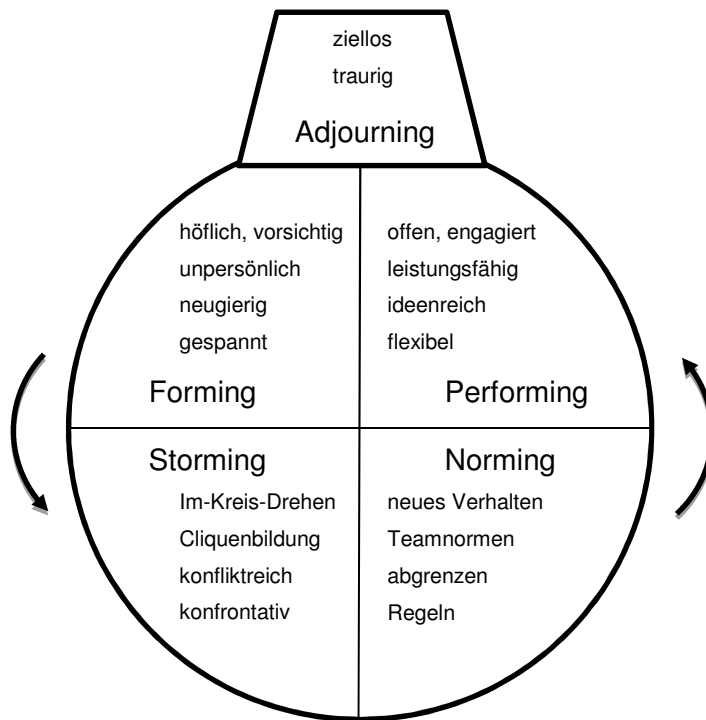 ziellos
traurig
Adjourning
höflich, vorsichtig
unpersönlich
neugierig
gespannt
Forming
offen, engagiert
leistungsfähig
ideenreich
flexibel
Performing
Storming
Im-Kreis-Drehen
Cliquenbildung
konfliktreich
konfrontativ
Norming
neues Verhalten
Teamnormen
abgrenzen
Regeln